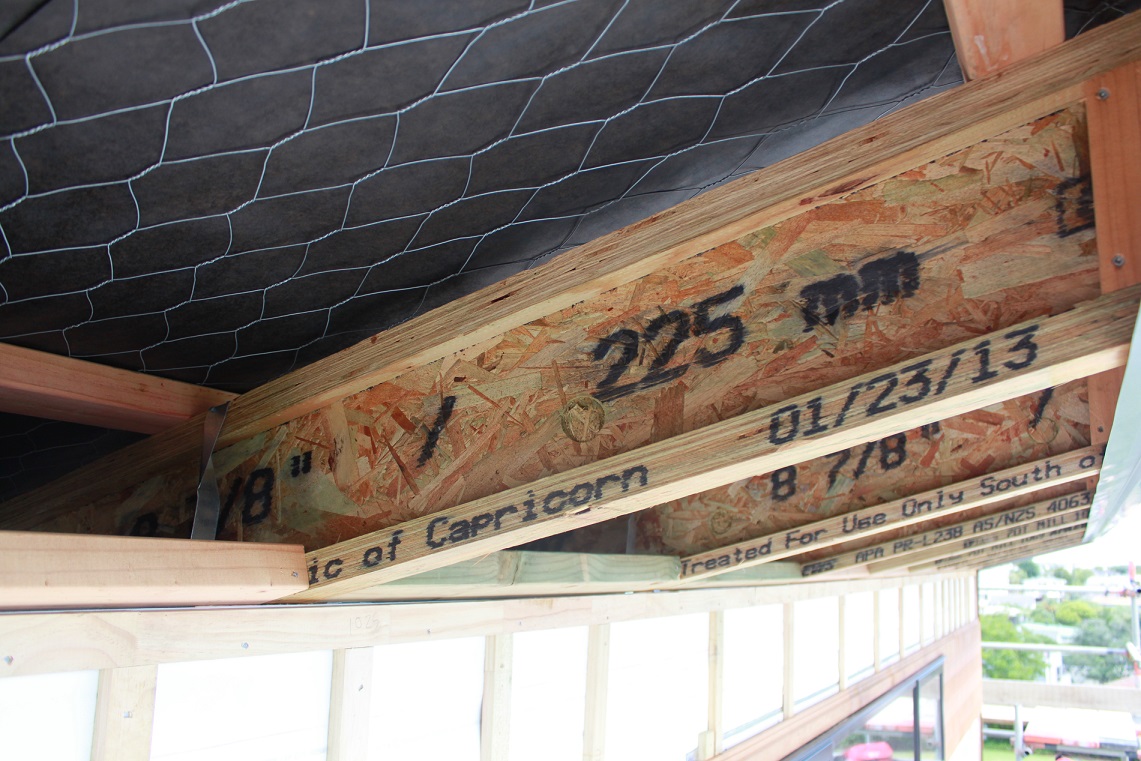 7/8" / 225 mm
ic of Capricorn 01/23/13
8 7/8" /
Treated For Use Only South of
APA PR-L238 AS/NZS 4063